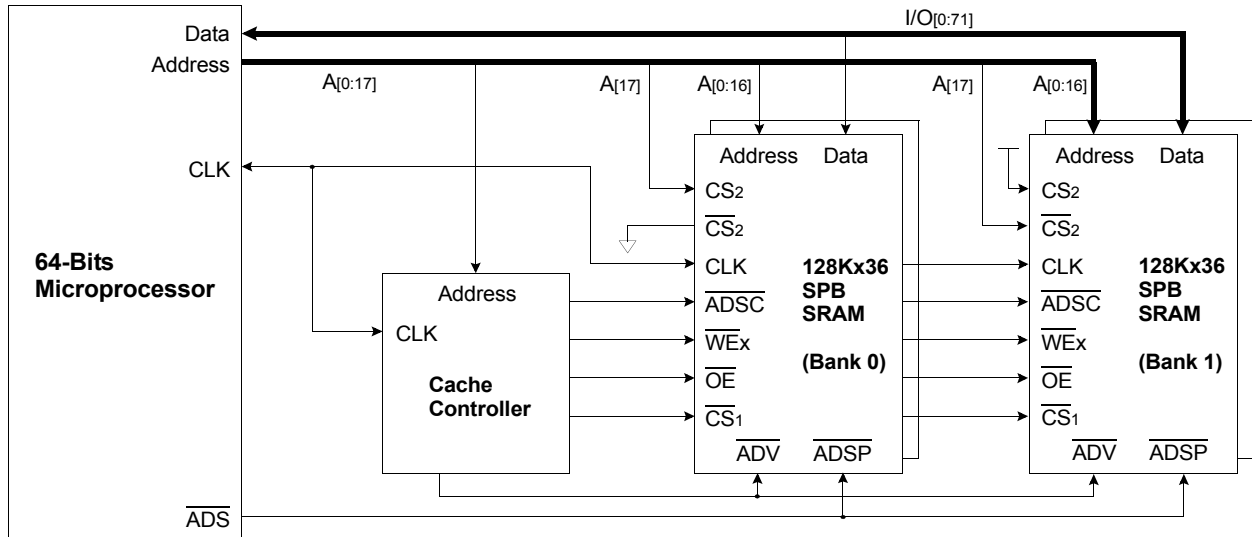 I/O[0:71]
Data
Address
A[0:17]
A[17]
A[0:16]
A[17]
A[0:16]
CLK
64-Bits
Microprocessor
ADS
Address
CLK
Cache
Controller
Address Data
CS2
CS2
CLK
ADSC
WEx
OE
CS1
128Kx36
SPB
SRAM
(Bank 0)
ADV ADSP
Address Data
CS2
CS2
CLK
ADSC
WEx
OE
CS1
128Kx36
SPB
SRAM
(Bank 1)
ADV ADSP